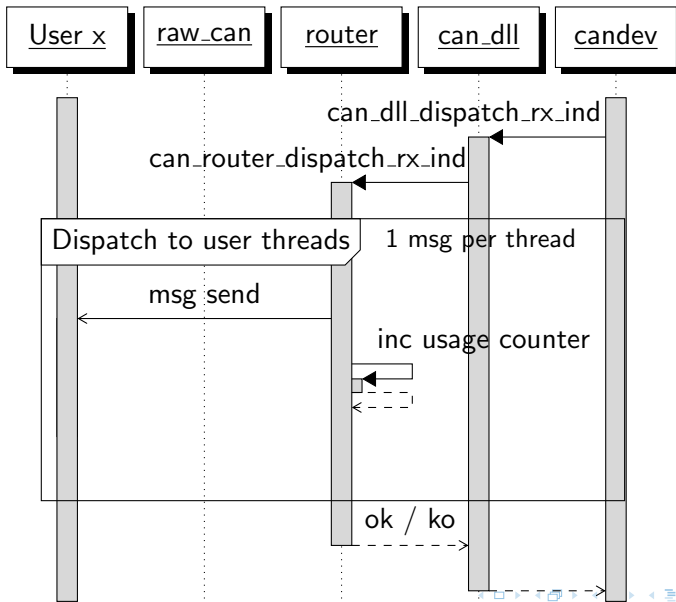 User x raw_can router can_dll candev
can_dll_dispatch_rx_ind
can_router_dispatch_rx_ind
Dispatch to user threads 1 msg per thread
msg send
inc usage counter
ok / ko